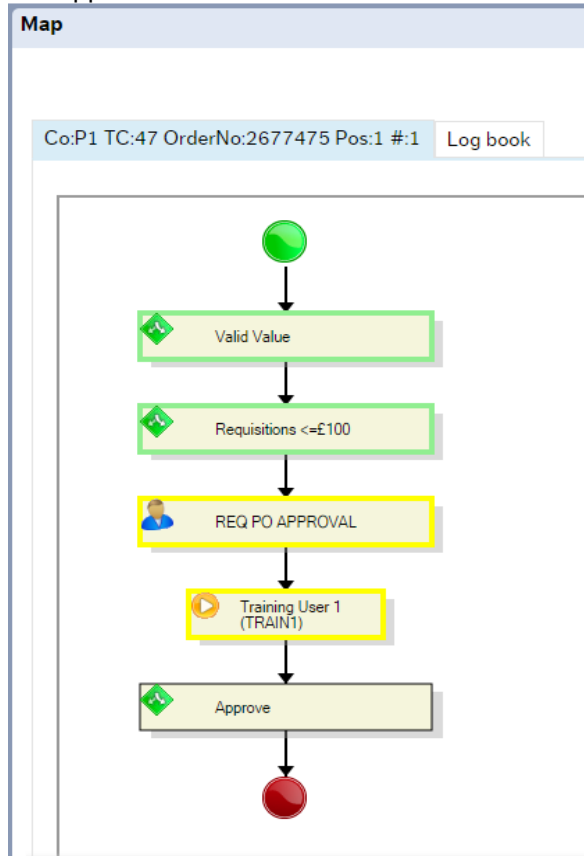 Map
Co:P1 TC:47 OrderNo:2677475 Pos:1 #:1
Log book
Valid Value
Requisitions <=£100
REQ PO APPROVAL
Training User 1
(TRAIN1)
Approve